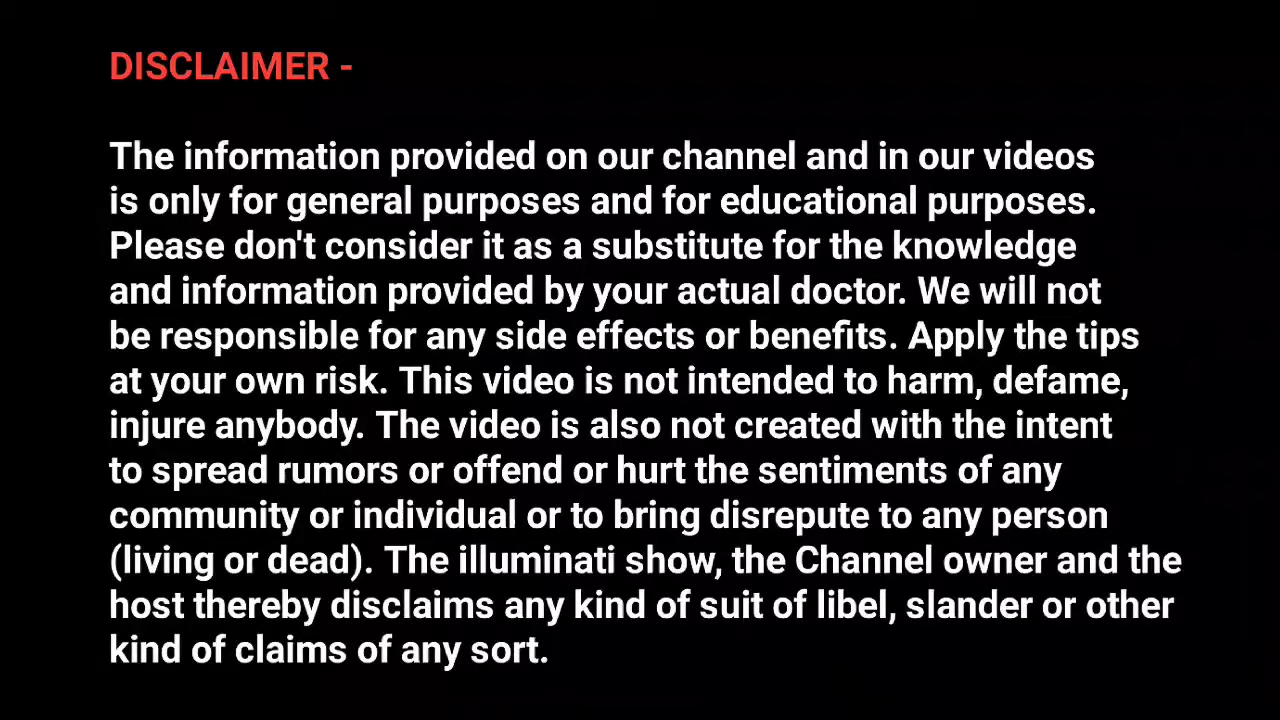 DISCLAIMER -
The information provided on our channel and in our videos
is only for general purposes and for educational purposes.
Please don't consider it as a substitute for the knowledge
and information provided by your actual doctor. We will not
be responsible for any side effects or benefits. Apply the tips
at your own risk. This video is not intended to harm, defame,
injure anybody. The video is also not created with the intent
to spread rumors or offend or hurt the sentiments of any
community or individual or to bring disrepute to any person
(living or dead). The illuminati show, the Channel owner and the
host thereby disclaims any kind of suit of libel, slander or other
kind of claims of any sort.